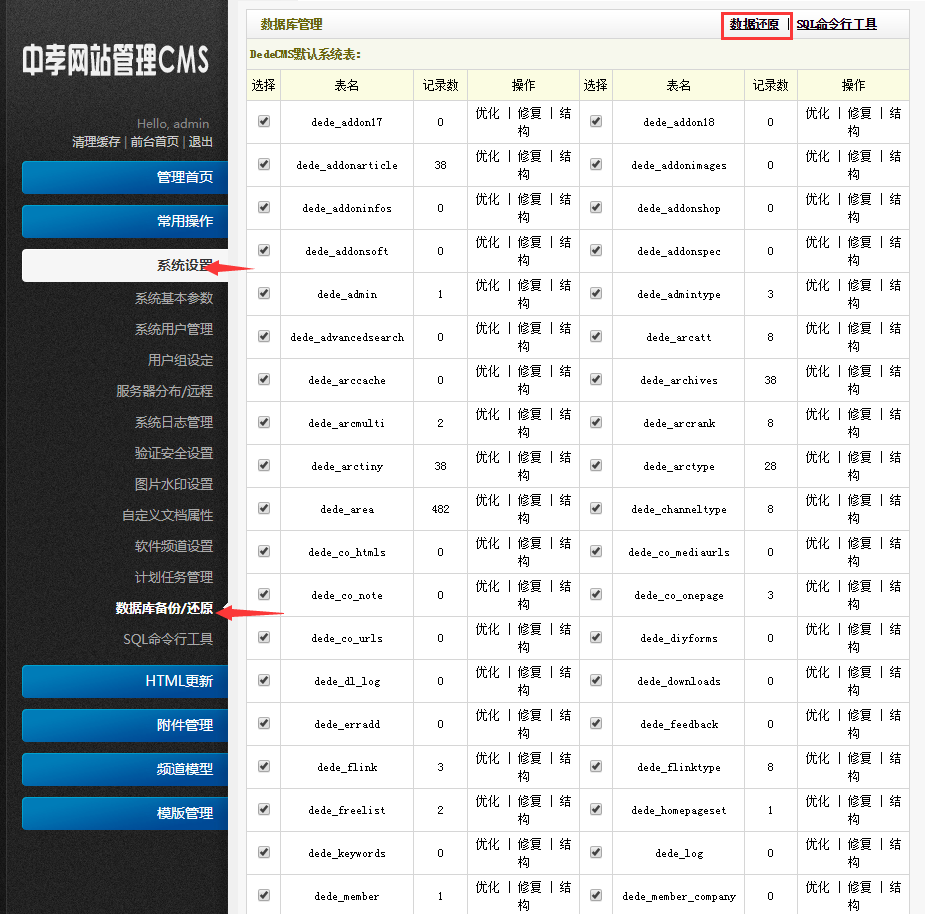 中孝网站管理CMS
Hello, admin
清理缓存 | 前台首页 | 退出
管理首页
常用操作
系统设置
系统基本参数
系统用户管理
用户组设定
服务器分布/远程
系统日志管理
验证安全设置
图片水印设置
自定义文档属性
软件频道设置
计划任务管理
数据库备份/还原
SQL命令行工具
HTML更新
附件管理
频道模型
模版管理
数据库管理 数据还原 | SQL命令行工具
DedeCMS默认系统表:
选择 表名 记录数 操作 选择 表名 记录数 操作
dede_addon17 0 优化 | 修复 | 结构 dede_addon18 0 优化 | 修复 | 结构
dede_addonarticle 38 优化 | 修复 | 结构 dede_addonimages 0 优化 | 修复 | 结构
dede_addoninfos 0 优化 | 修复 | 结构 dede_addonshop 0 优化 | 修复 | 结构
dede_addonsoft 0 优化 | 修复 | 结构 dede_addonspec 0 优化 | 修复 | 结构
dede_admin 1 优化 | 修复 | 结构 dede_admintype 3 优化 | 修复 | 结构
dede_advancedsearch 0 优化 | 修复 | 结构 dede_arcatt 8 优化 | 修复 | 结构
dede_arccache 0 优化 | 修复 | 结构 dede_archives 38 优化 | 修复 | 结构
dede_arcmulti 2 优化 | 修复 | 结构 dede_arcrank 8 优化 | 修复 | 结构
dede_arctiny 38 优化 | 修复 | 结构 dede_arctype 28 优化 | 修复 | 结构
dede_area 482 优化 | 修复 | 结构 dede_channeltype 8 优化 | 修复 | 结构
dede_co_htmls 0 优化 | 修复 | 结构 dede_co_mediaurls 0 优化 | 修复 | 结构
dede_co_note 0 优化 | 修复 | 结构 dede_co_onepage 3 优化 | 修复 | 结构
dede_co_urls 0 优化 | 修复 | 结构 dede_diyforms 0 优化 | 修复 | 结构
dede_dl_log 0 优化 | 修复 | 结构 dede_downloads 0 优化 | 修复 | 结构
dede_erradd 0 优化 | 修复 | 结构 dede_feedback 0 优化 | 修复 | 结构
dede_flink 3 优化 | 修复 | 结构 dede_flinktype 8 优化 | 修复 | 结构
dede_freelist 2 优化 | 修复 | 结构 dede_homepageset 1 优化 | 修复 | 结构
dede_keywords 0 优化 | 修复 | 结构 dede_log 0 优化 | 修复 | 结构
dede_member 1 优化 | 修复 | 结构 dede_member_company 0 优化 | 修复 | 结构